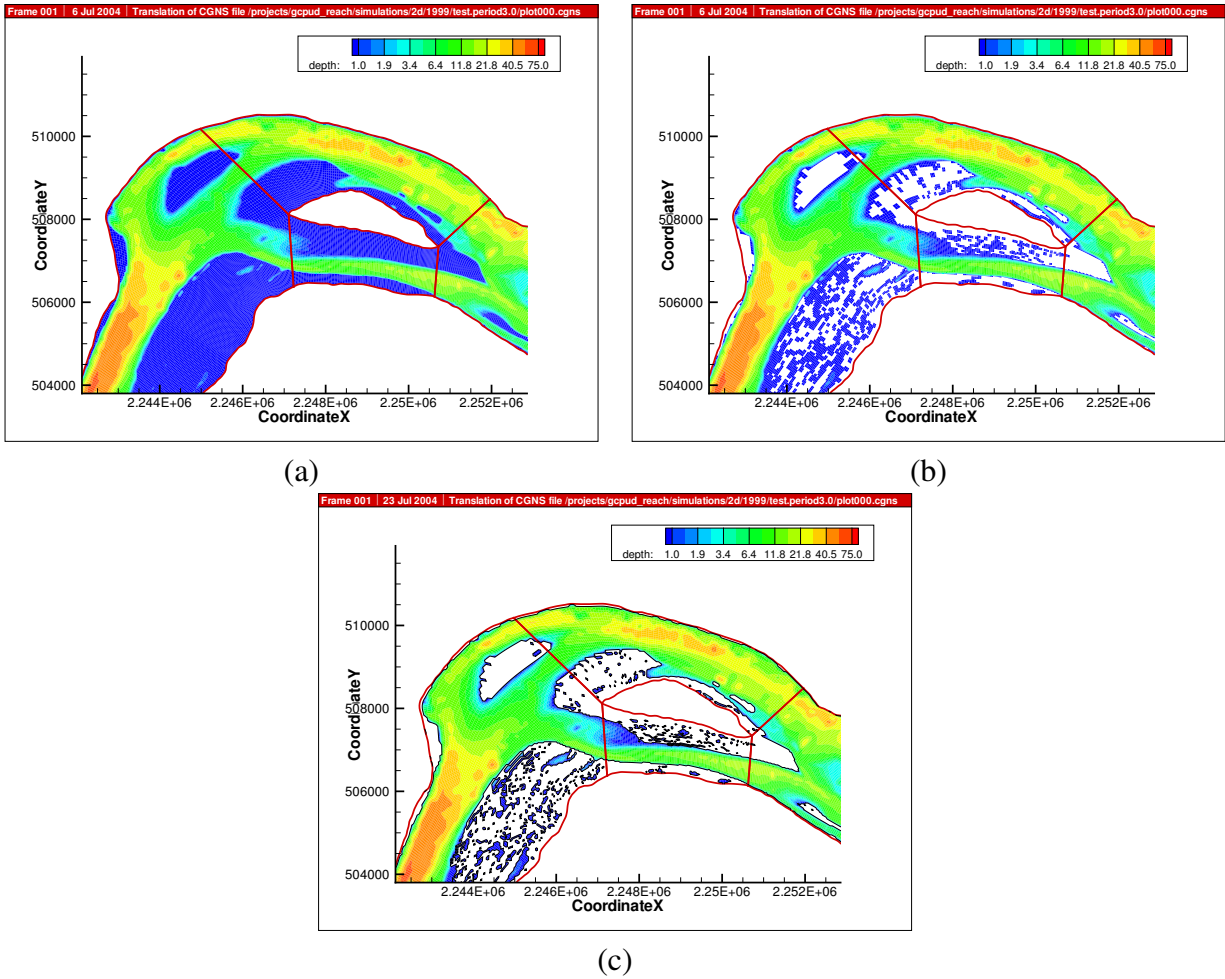 Frame 001 | 6 Jul 2004 | Translation of CGNS file /projects/gcpud_reach/simulations/2d/1999/test.period3.0/plot000.cgns
depth: 1.0 1.9 3.4 6.4 11.8 21.8 40.5 75.0
CoordinateY
510000
508000
506000
504000
2.244E+06 2.246E+06 2.248E+06 2.25E+06 2.252E+06
CoordinateX
(a)
Frame 001 | 6 Jul 2004 | Translation of CGNS file /projects/gcpud_reach/simulations/2d/1999/test.period3.0/plot000.cgns
depth: 1.0 1.9 3.4 6.4 11.8 21.8 40.5 75.0
CoordinateY
510000
508000
506000
504000
2.244E+06 2.246E+06 2.248E+06 2.25E+06 2.252E+06
CoordinateX
(b)
Frame 001 | 23 Jul 2004 | Translation of CGNS file /projects/gcpud_reach/simulations/2d/1999/test.period3.0/plot000.cgns
depth: 1.0 1.9 3.4 6.4 11.8 21.8 40.5 75.0
CoordinateY
510000
508000
506000
504000
2.244E+06 2.246E+06 2.248E+06 2.25E+06 2.252E+06
CoordinateX
(c)